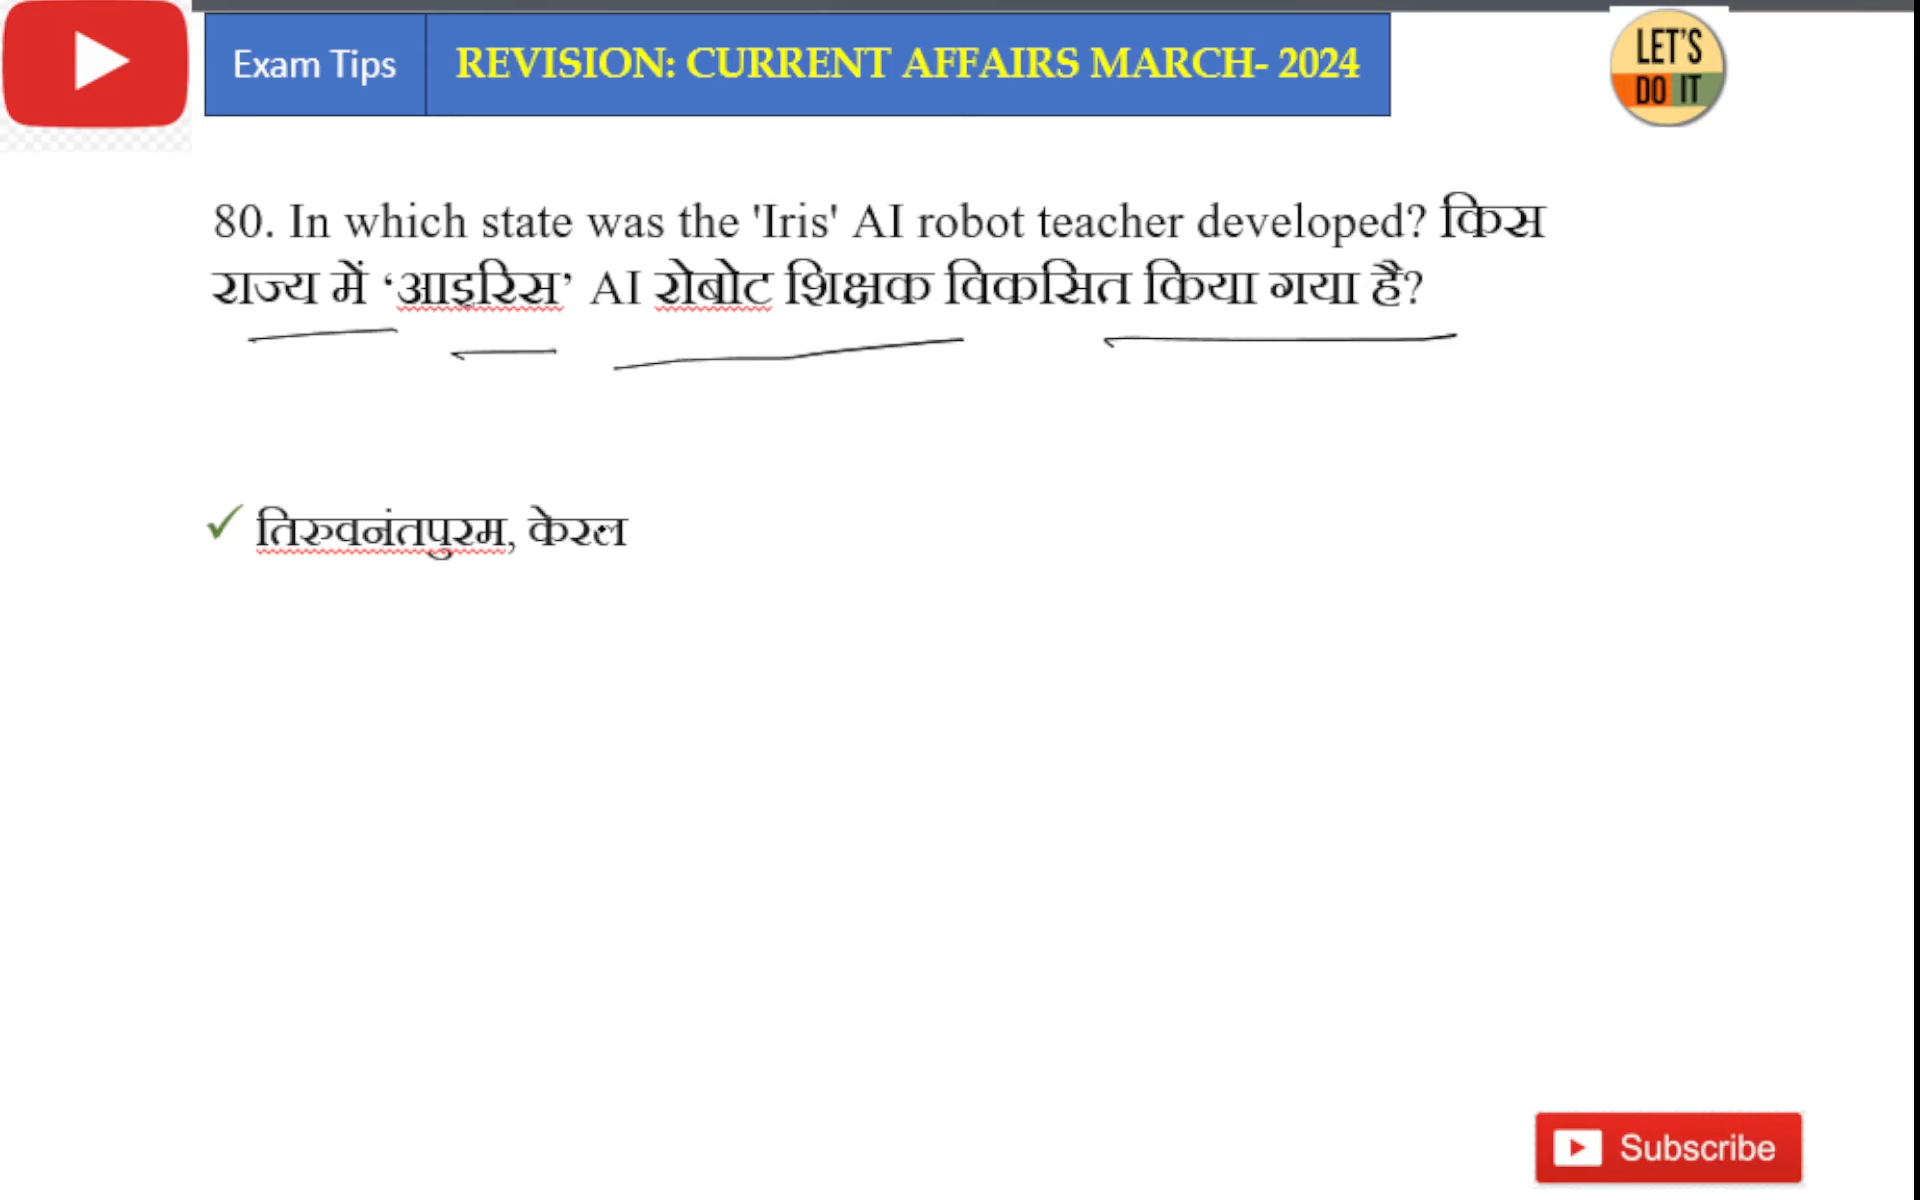 Exam Tips
REVISION: CURRENT AFFAIRS MARCH- 2024
LET'S
DO IT
80. In which state was the 'Iris' AI robot teacher developed? किस
राज्य में ‘आइरिस’ AI रोबोट शिक्षक विकसित किया गया है?
✓ तिरुवनंतपुरम, केरल
Subscribe